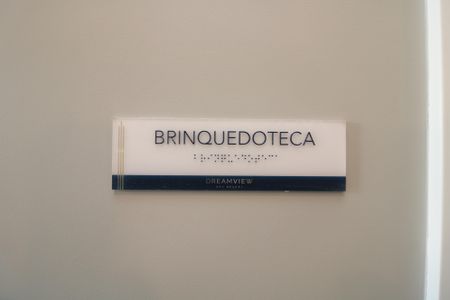 BRINQUEDOTECA
⠃⠗⠊⠝⠟⠥⠑⠙⠕⠞⠑⠉⠁
DREAMVIEW